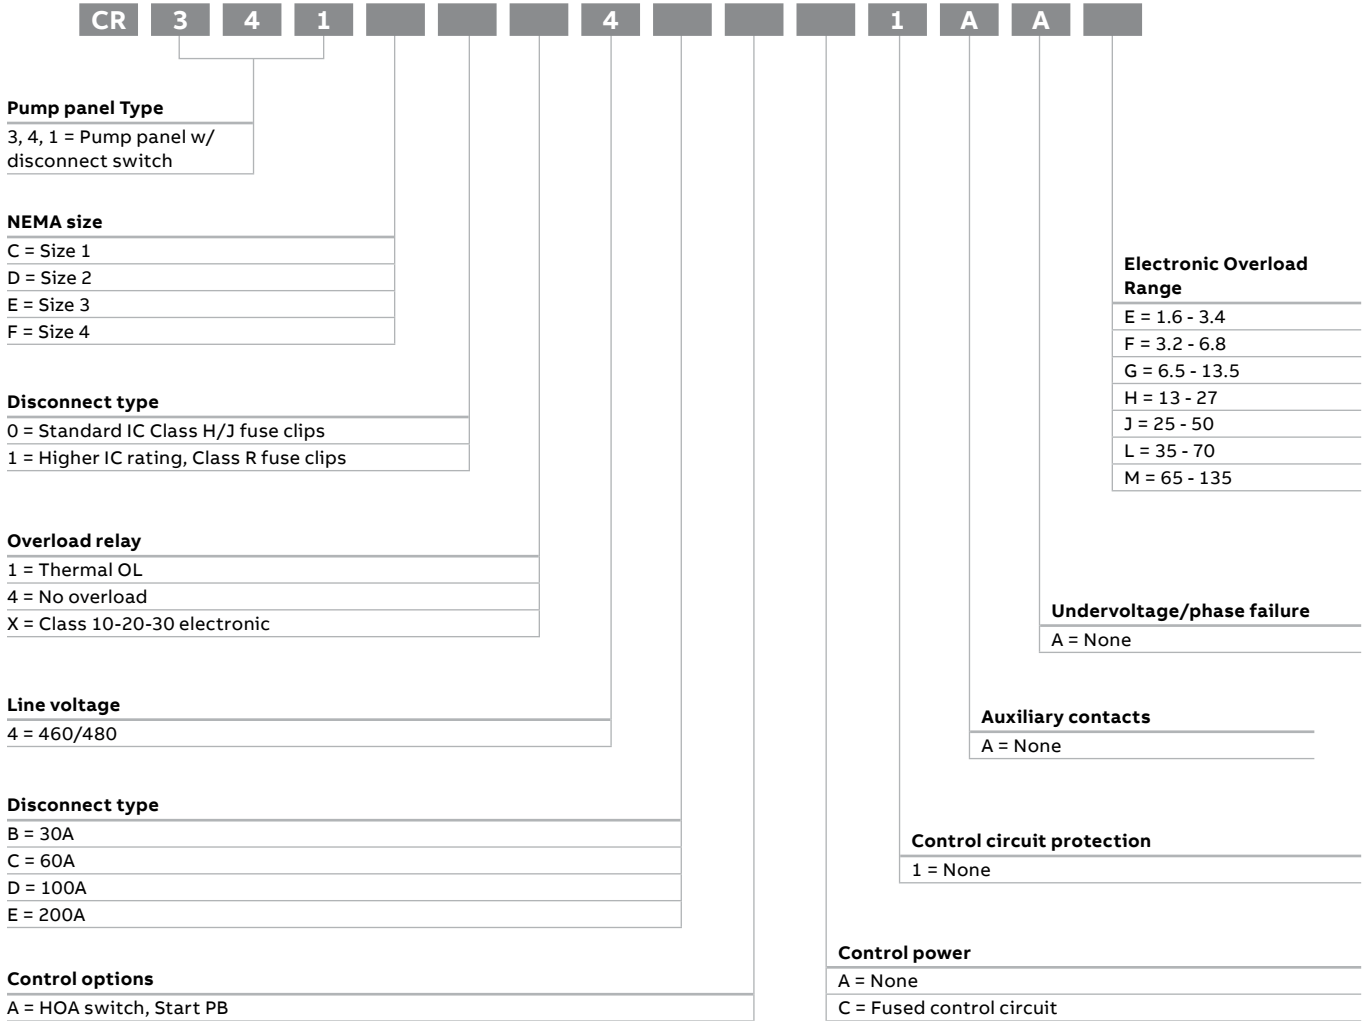 CR 3 4 1 4 1 A A
Pump panel Type
3, 4, 1 = Pump panel w/
disconnect switch
NEMA size
C = Size 1
D = Size 2
E = Size 3
F = Size 4
Disconnect type
0 = Standard IC Class H/J fuse clips
1 = Higher IC rating, Class R fuse clips
Overload relay
1 = Thermal OL
4 = No overload
X = Class 10-20-30 electronic
Line voltage
4 = 460/480
Disconnect type
B = 30A
C = 60A
D = 100A
E = 200A
Control options
A = HOA switch, Start PB
Electronic Overload
Range
E = 1.6 - 3.4
F = 3.2 - 6.8
G = 6.5 - 13.5
H = 13 - 27
J = 25 - 50
L = 35 - 70
M = 65 - 135
Undervoltage/phase failure
A = None
Auxiliary contacts
A = None
Control circuit protection
1 = None
Control power
A = None
C = Fused control circuit